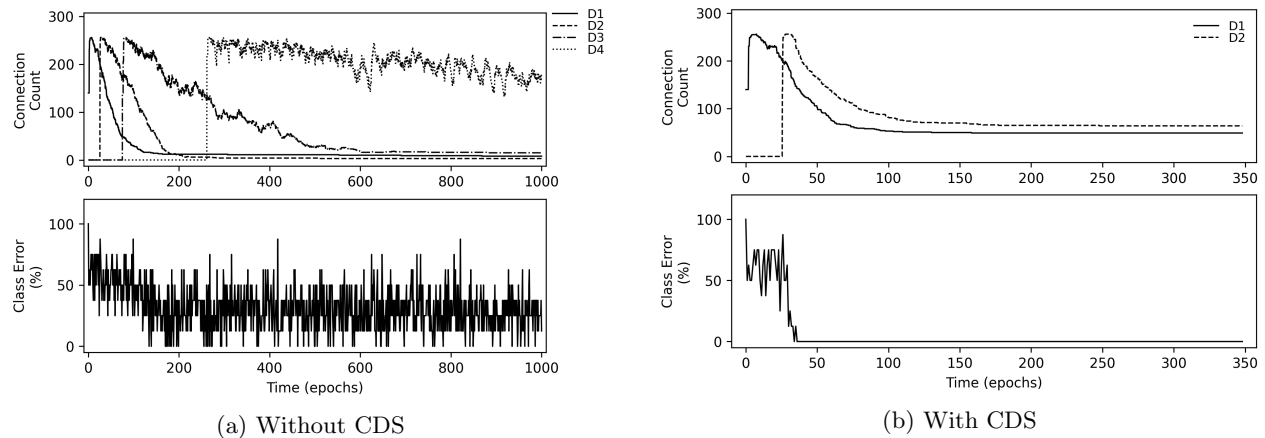 300
200
100
0
Connection
Count
D1
D2
D3
D4
0 200 400 600 800 1000
100
50
0
Class Error
(%)
0 200 400 600 800 1000
Time (epochs)
(a) Without CDS
300
200
100
0
Connection
Count
D1
D2
0 50 100 150 200 250 300 350
100
50
0
Class Error
(%)
0 50 100 150 200 250 300 350
Time (epochs)
(b) With CDS